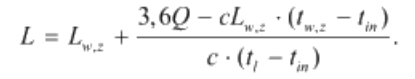 L = L_{w,z} + \frac{3,6Q - cL_{w,z} \cdot (t_{w,z} - t_{in})}{c \cdot (t_l - t_{in})}.